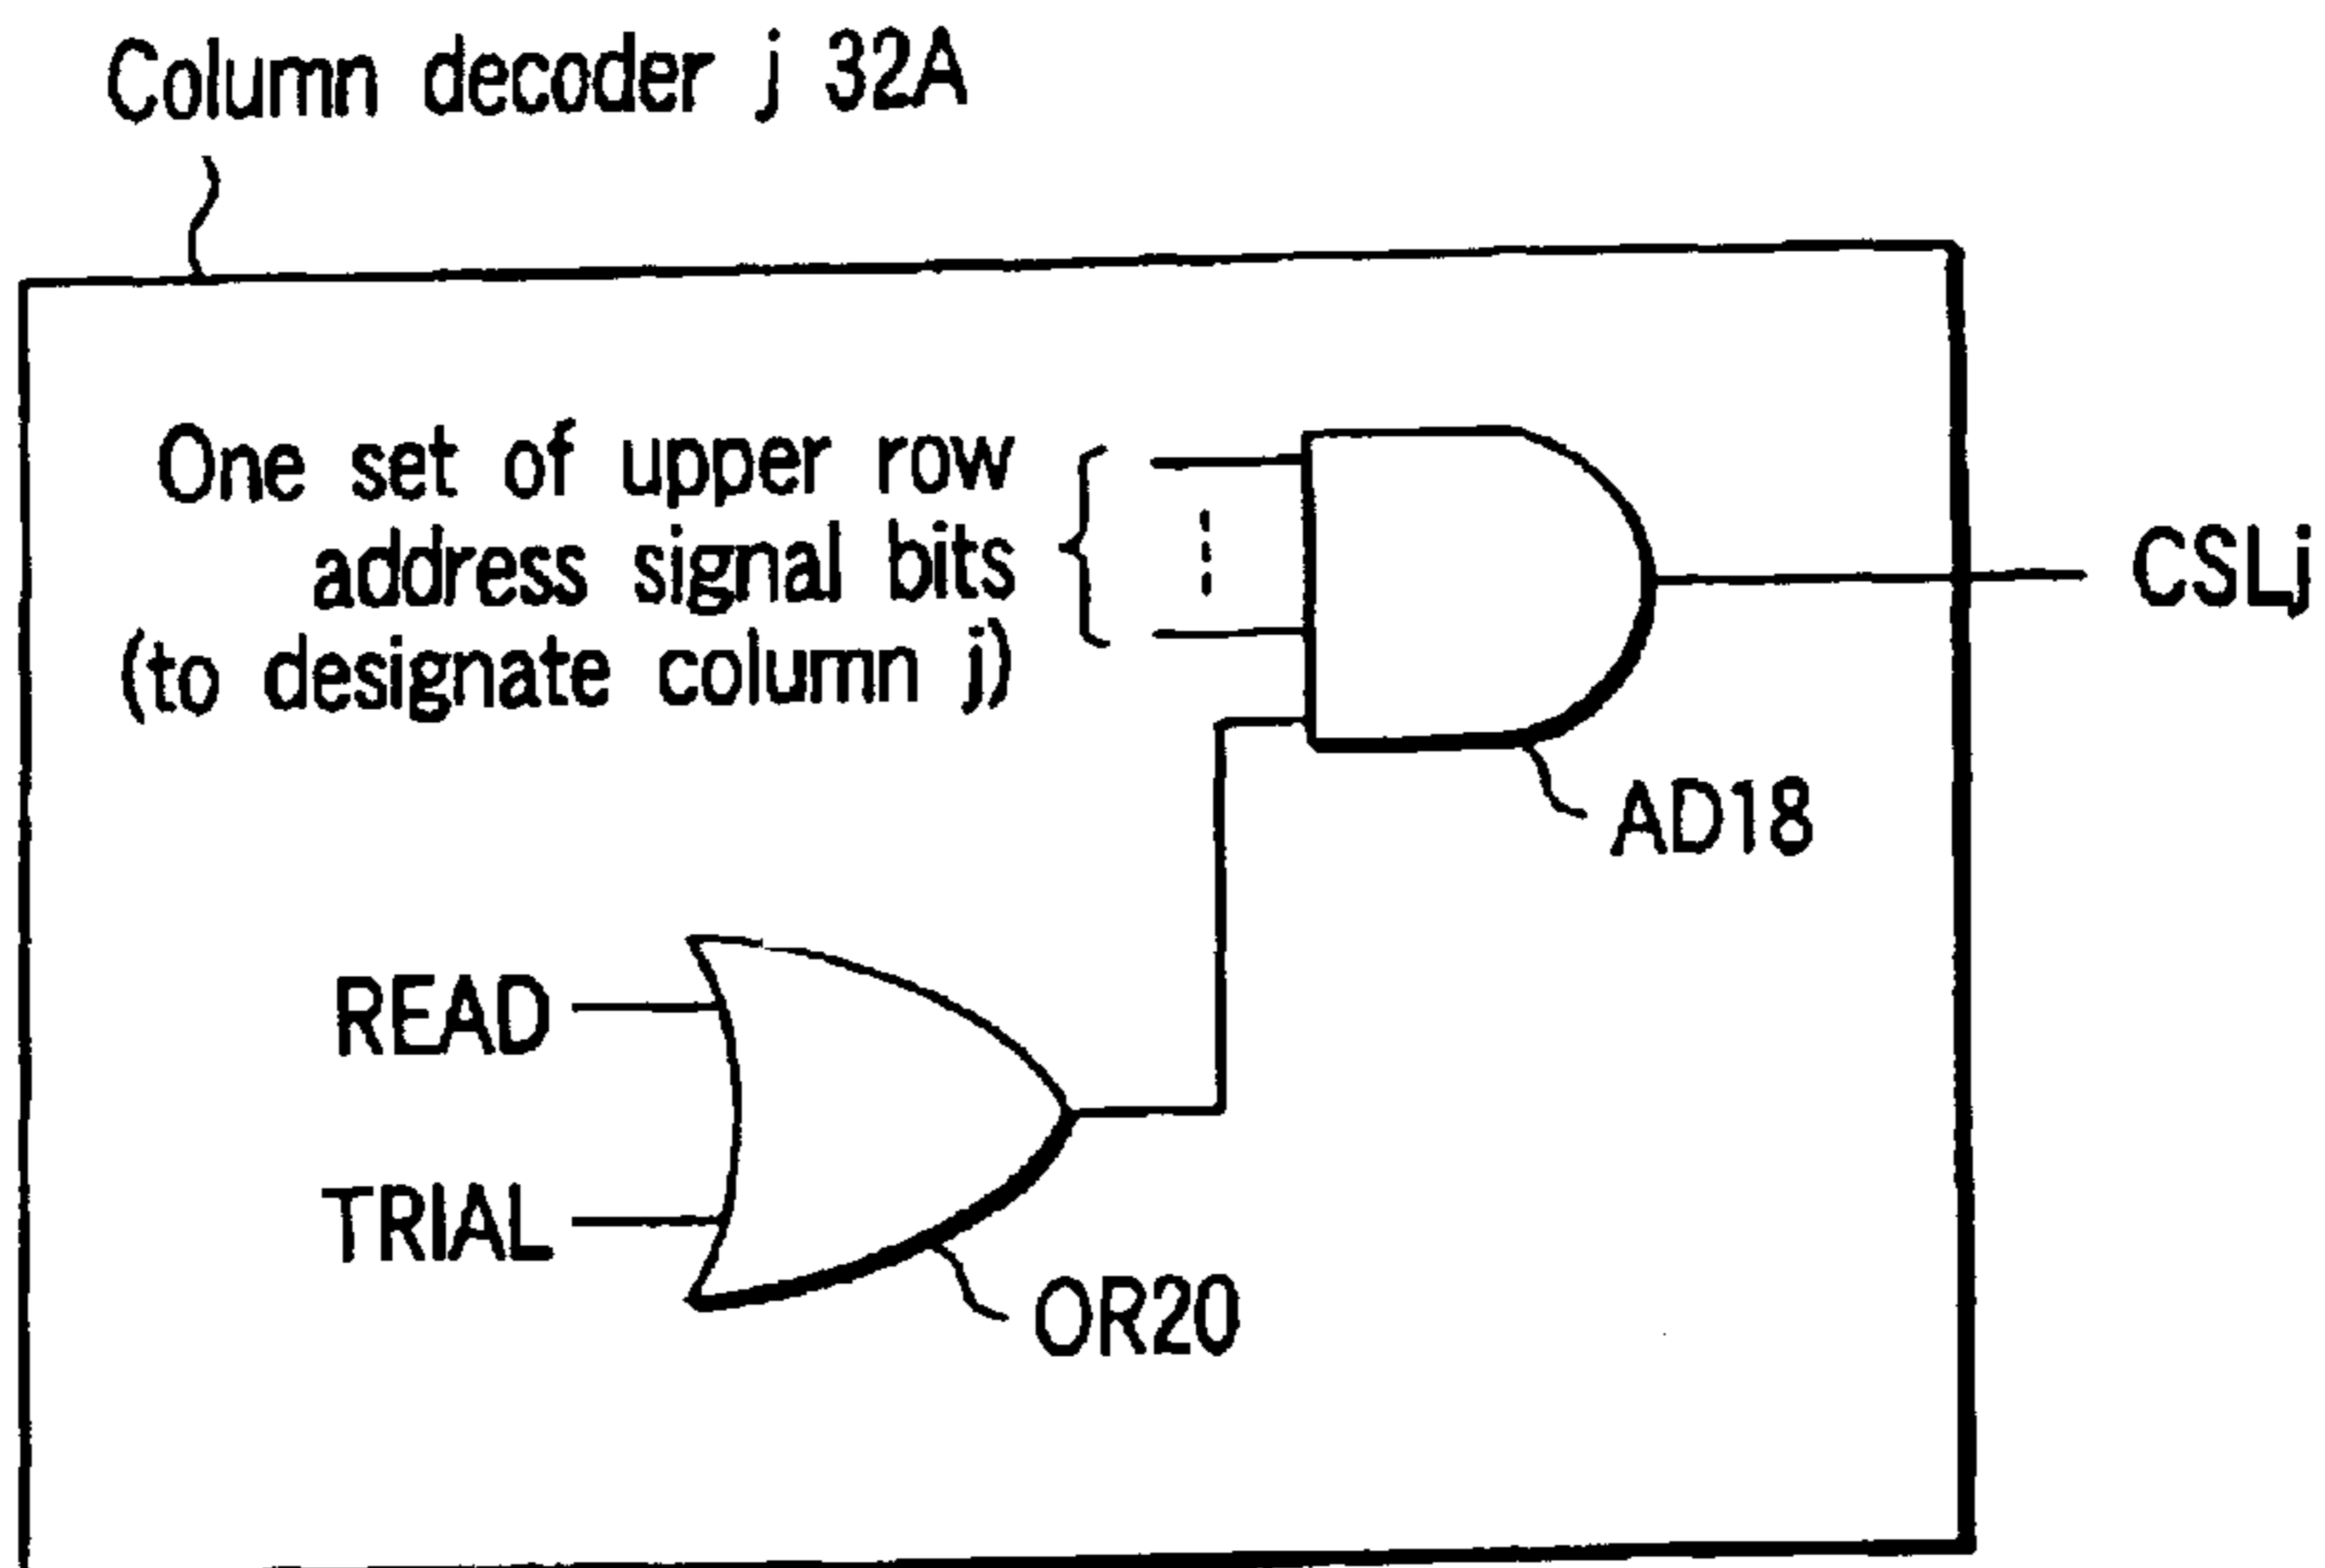 Column decoder j 32A
One set of upper row
address signal bits
(to designate column j)
CSLj
AD18
READ
TRIAL
OR20